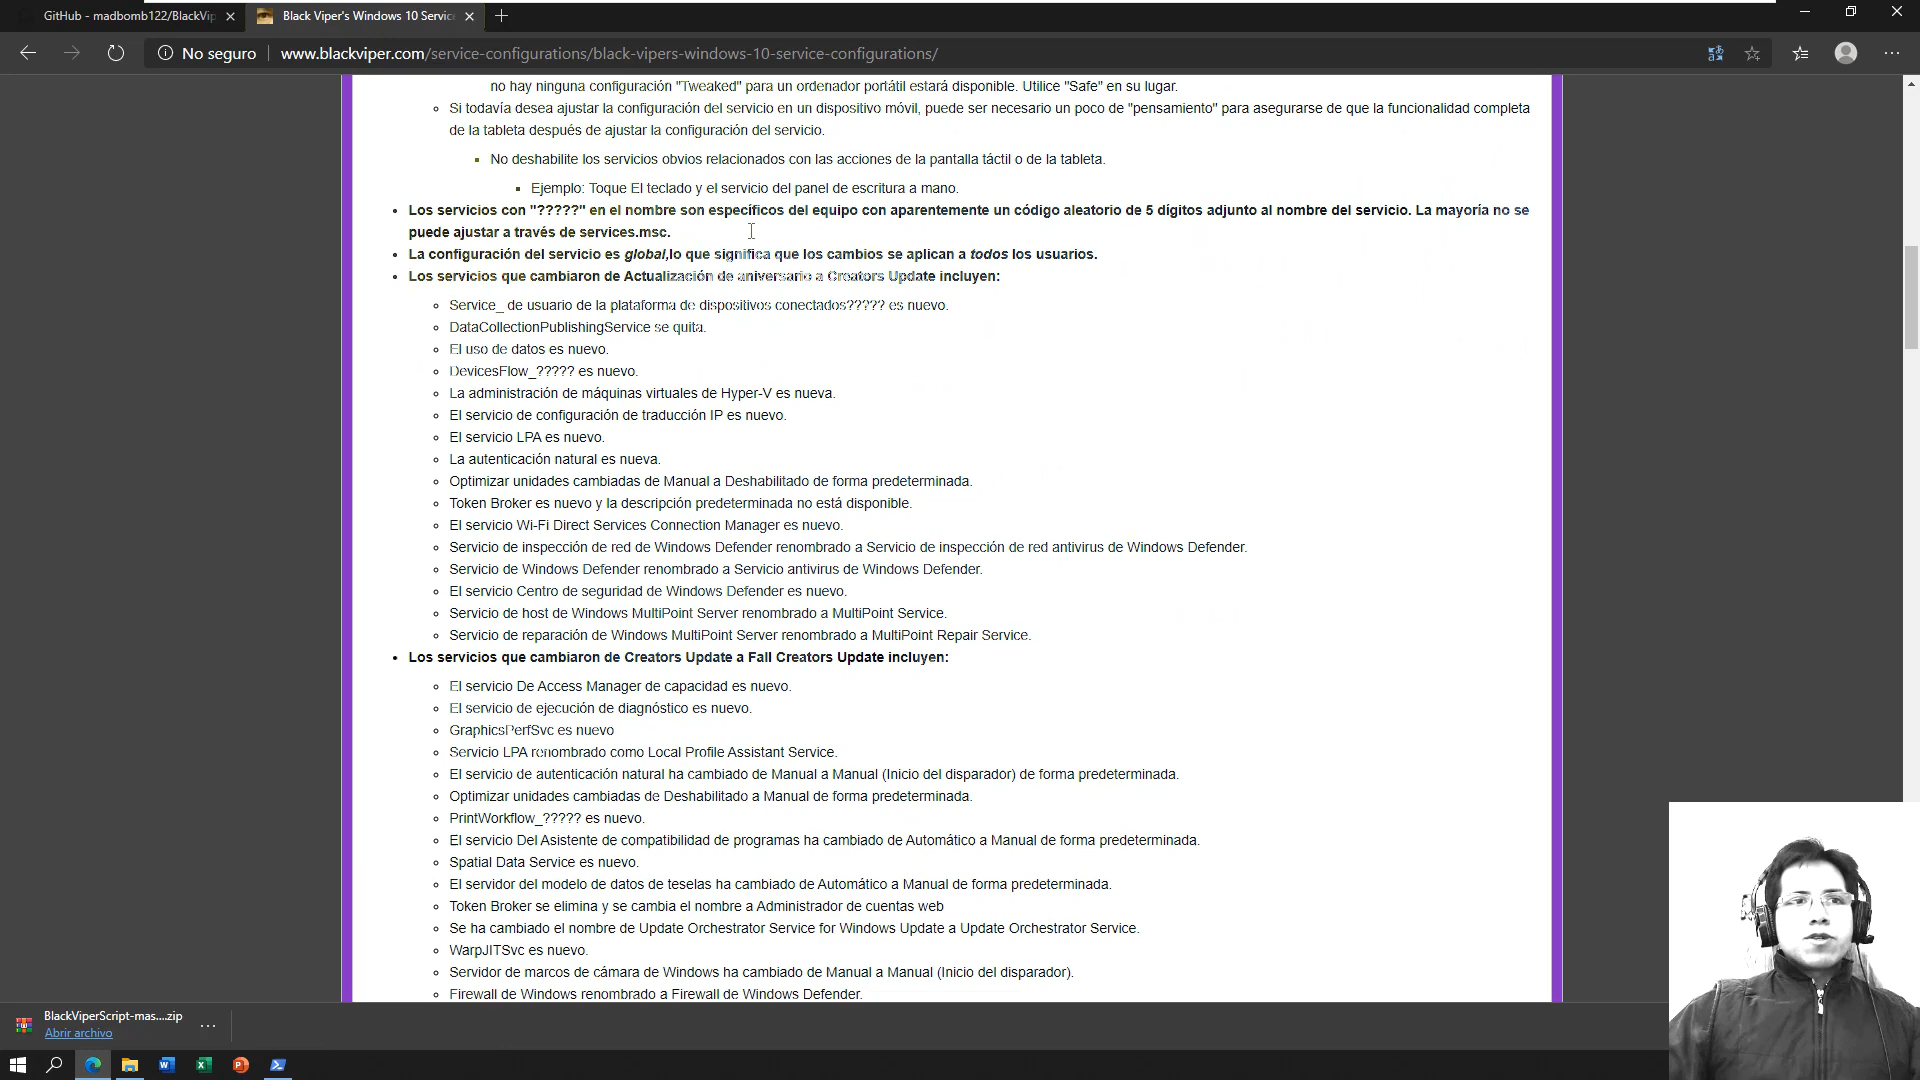 GitHub - madbomb122/BlackVip
Black Viper's Windows 10 Service
No seguro
www.blackviper.com/service-configurations/black-vipers-windows-10-service-configurations/
no hay ninguna configuración "Tweaked" para un ordenador portátil estará disponible. Utilice "Safe" en su lugar.
Si todavía desea ajustar la configuración del servicio en un dispositivo móvil, puede ser necesario un poco de "pensamiento" para asegurarse de que la funcionalidad completa
de la tableta después de ajustar la configuración del servicio.
No deshabilite los servicios obvios relacionados con las acciones de la pantalla táctil o de la tableta.
Ejemplo: Toque El teclado y el servicio del panel de escritura a mano.
Los servicios con "?????" en el nombre son específicos del equipo con aparentemente un código aleatorio de 5 dígitos adjunto al nombre del servicio. La mayoría no se
puede ajustar a través de services.msc.
La configuración del servicio es global,lo que significa que los cambios se aplican a todos los usuarios.
Los servicios que cambiaron de Actualización de aniversario a Creators Update incluyen:
Service_ de usuario de la plataforma de dispositivos conectados????? es nuevo.
DataCollectionPublishingService se quita.
El uso de datos es nuevo.
DevicesFlow_????? es nuevo.
La administración de máquinas virtuales de Hyper-V es nueva.
El servicio de configuración de traducción IP es nuevo.
El servicio LPA es nuevo.
La autenticación natural es nueva.
Optimizar unidades cambiadas de Manual a Deshabilitado de forma predeterminada.
Token Broker es nuevo y la descripción predeterminada no está disponible.
El servicio Wi-Fi Direct Services Connection Manager es nuevo.
Servicio de inspección de red de Windows Defender renombrado a Servicio de inspección de red antivirus de Windows Defender.
Servicio de Windows Defender renombrado a Servicio antivirus de Windows Defender.
El servicio Centro de seguridad de Windows Defender es nuevo.
Servicio de host de Windows MultiPoint Server renombrado a MultiPoint Service.
Servicio de reparación de Windows MultiPoint Server renombrado a MultiPoint Repair Service.
Los servicios que cambiaron de Creators Update a Fall Creators Update incluyen:
El servicio De Access Manager de capacidad es nuevo.
El servicio de ejecución de diagnóstico es nuevo.
GraphicsPerfSvc es nuevo
Servicio LPA renombrado como Local Profile Assistant Service.
El servicio de autenticación natural ha cambiado de Manual a Manual (Inicio del disparador) de forma predeterminada.
Optimizar unidades cambiadas de Deshabilitado a Manual de forma predeterminada.
PrintWorkflow_????? es nuevo.
El servicio Del Asistente de compatibilidad de programas ha cambiado de Automático a Manual de forma predeterminada.
Spatial Data Service es nuevo.
El servidor del modelo de datos de teselas ha cambiado de Automático a Manual de forma predeterminada.
Token Broker se elimina y se cambia el nombre a Administrador de cuentas web
Se ha cambiado el nombre de Update Orchestrator Service for Windows Update a Update Orchestrator Service.
WarpJITSvc es nuevo.
Servidor de marcos de cámara de Windows ha cambiado de Manual a Manual (Inicio del disparador).
Firewall de Windows renombrado a Firewall de Windows Defender.
BlackViperScript-mas....zip
Abrir archivo